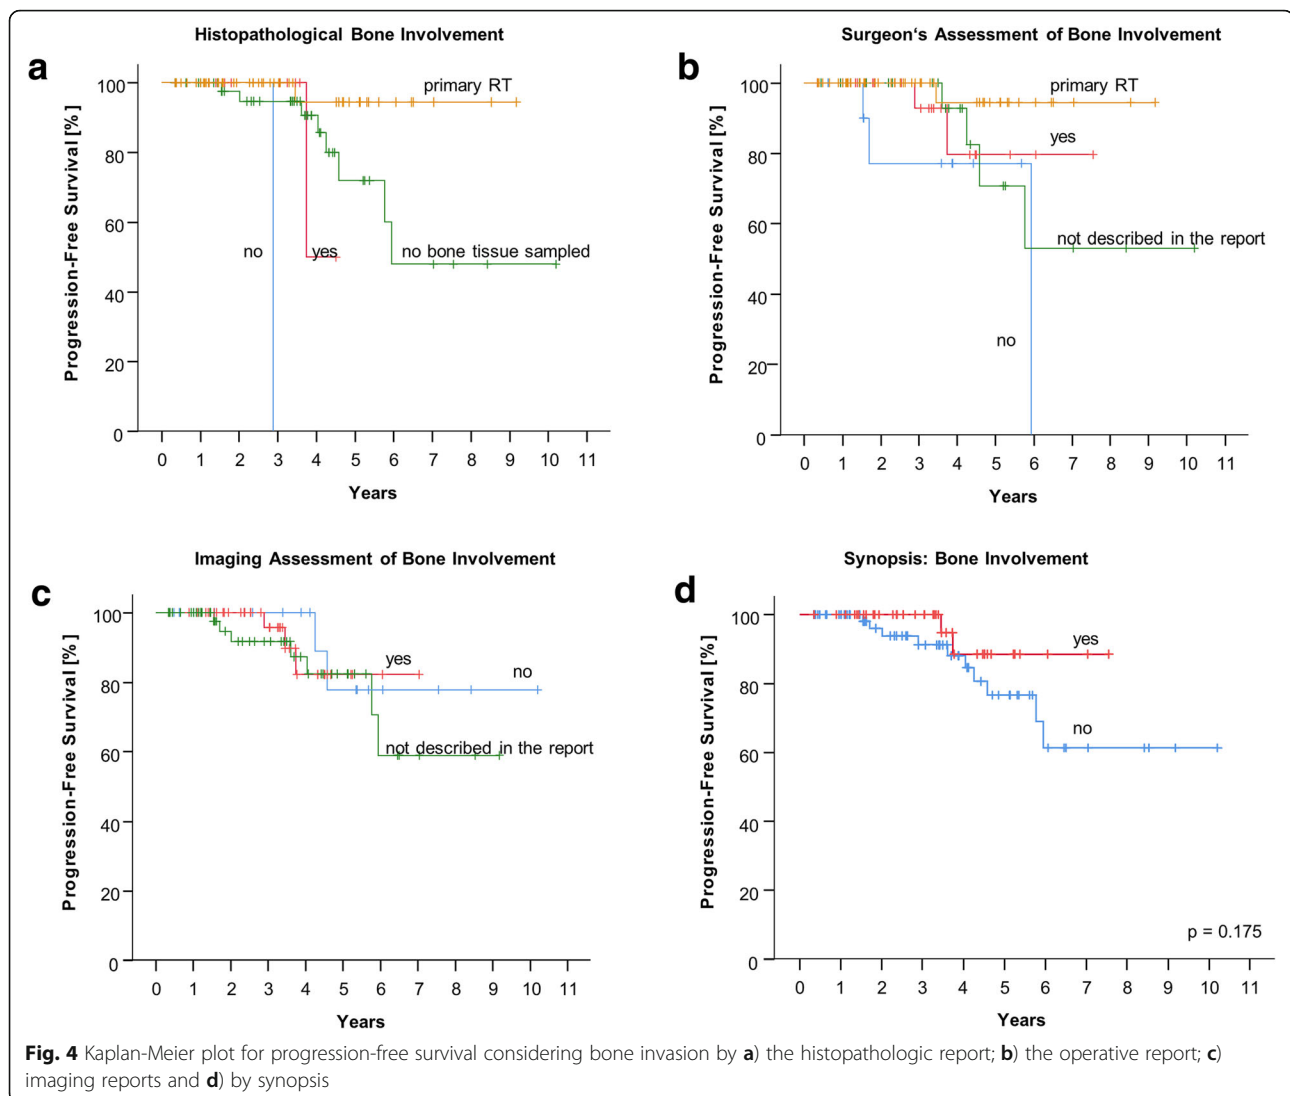 Histopathological Bone Involvement
a
Progression-Free Survival [%]
100
80
60
40
20
0
primary RT
no
yes
no bone tissue sampled
0 1 2 3 4 5 6 7 8 9 10 11
Years
Surgeon‘s Assessment of Bone Involvement
b
Progression-Free Survival [%]
100
80
60
40
20
0
primary RT
yes
not described in the report
no
0 1 2 3 4 5 6 7 8 9 10 11
Years
Imaging Assessment of Bone Involvement
c
Progression-Free Survival [%]
100
80
60
40
20
0
yes
no
not described in the report
0 1 2 3 4 5 6 7 8 9 10 11
Years
Synopsis: Bone Involvement
d
Progression-Free Survival [%]
100
80
60
40
20
0
yes
no
p = 0.175
0 1 2 3 4 5 6 7 8 9 10 11
Years
Fig. 4 Kaplan-Meier plot for progression-free survival considering bone invasion by a) the histopathologic report; b) the operative report; c)
imaging reports and d) by synopsis